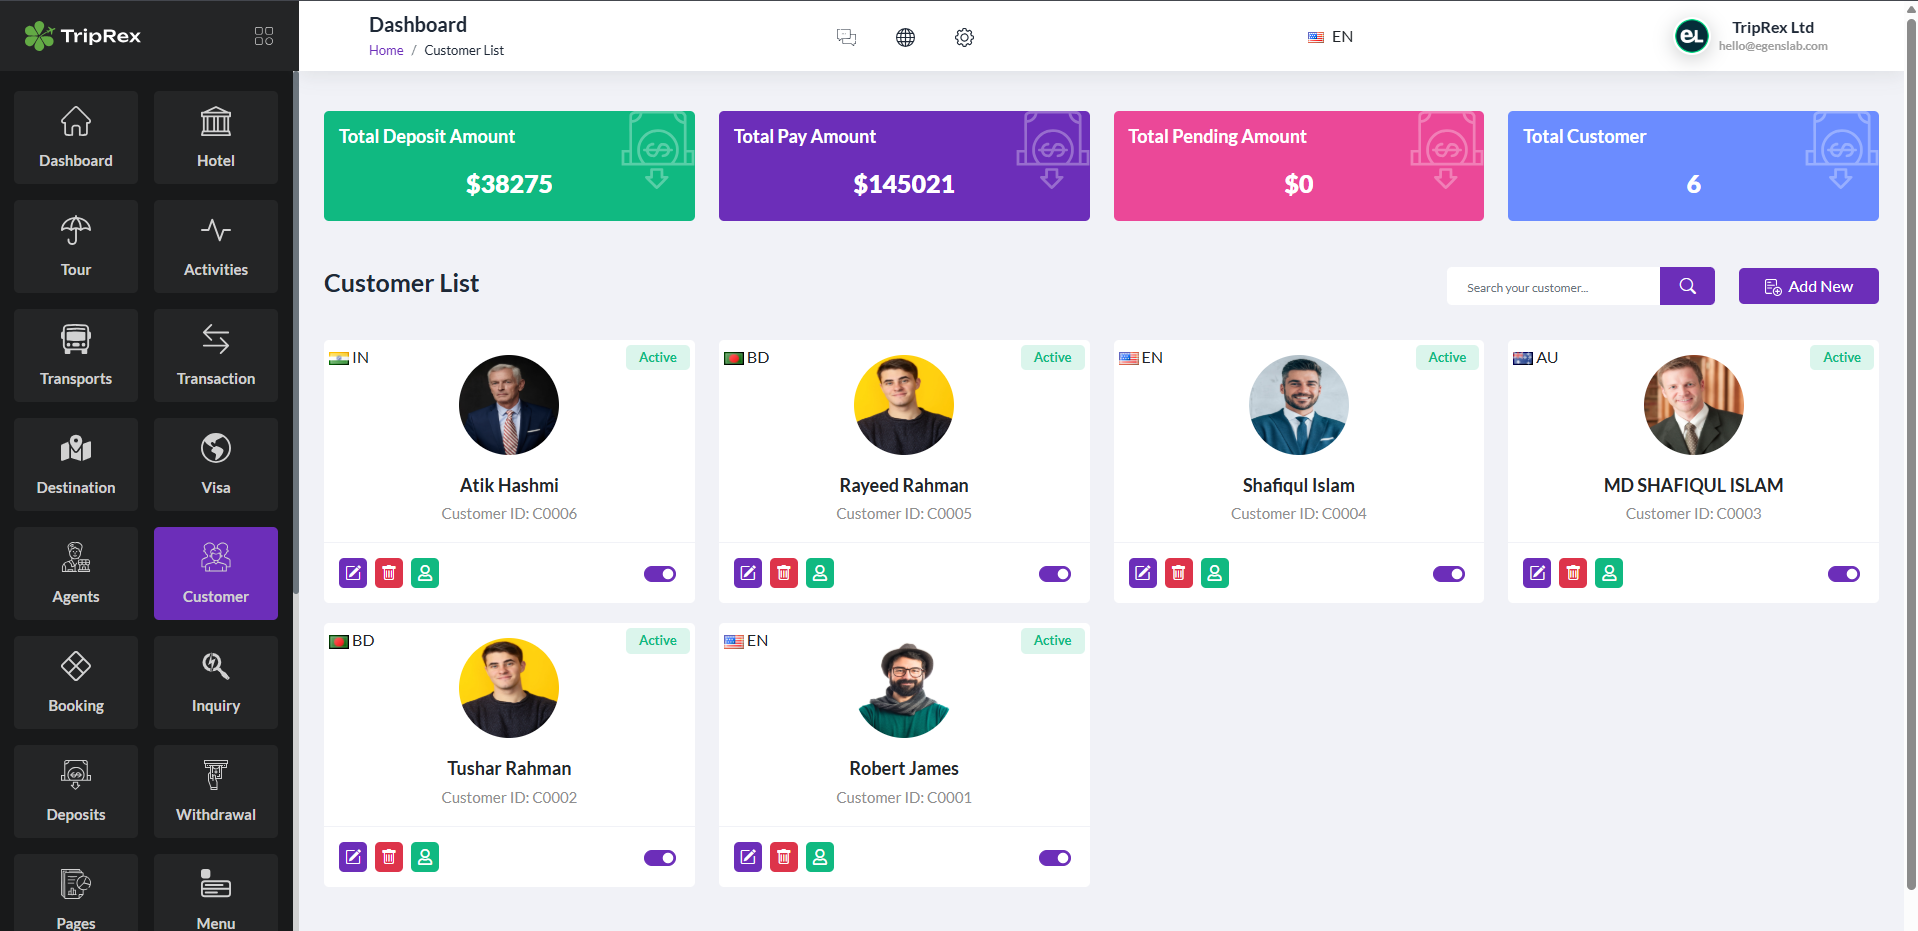 TripRex
Dashboard
Home / Customer List
EN
TripRex Ltd
hello@egenslab.com
eL
Dashboard
Hotel
Tour
Activities
Transports
Transaction
Destination
Visa
Agents
Customer
Booking
Inquiry
Deposits
Withdrawal
Pages
Menu
Total Deposit Amount
$38275
Total Pay Amount
$145021
Total Pending Amount
$0
Total Customer
6
Customer List
Search your customer...
Add New
IN
Active
Atik Hashmi
Customer ID: C0006
BD
Active
Rayeed Rahman
Customer ID: C0005
EN
Active
Shafiqul Islam
Customer ID: C0004
AU
Active
MD SHAFIQUL ISLAM
Customer ID: C0003
BD
Active
Tushar Rahman
Customer ID: C0002
EN
Active
Robert James
Customer ID: C0001